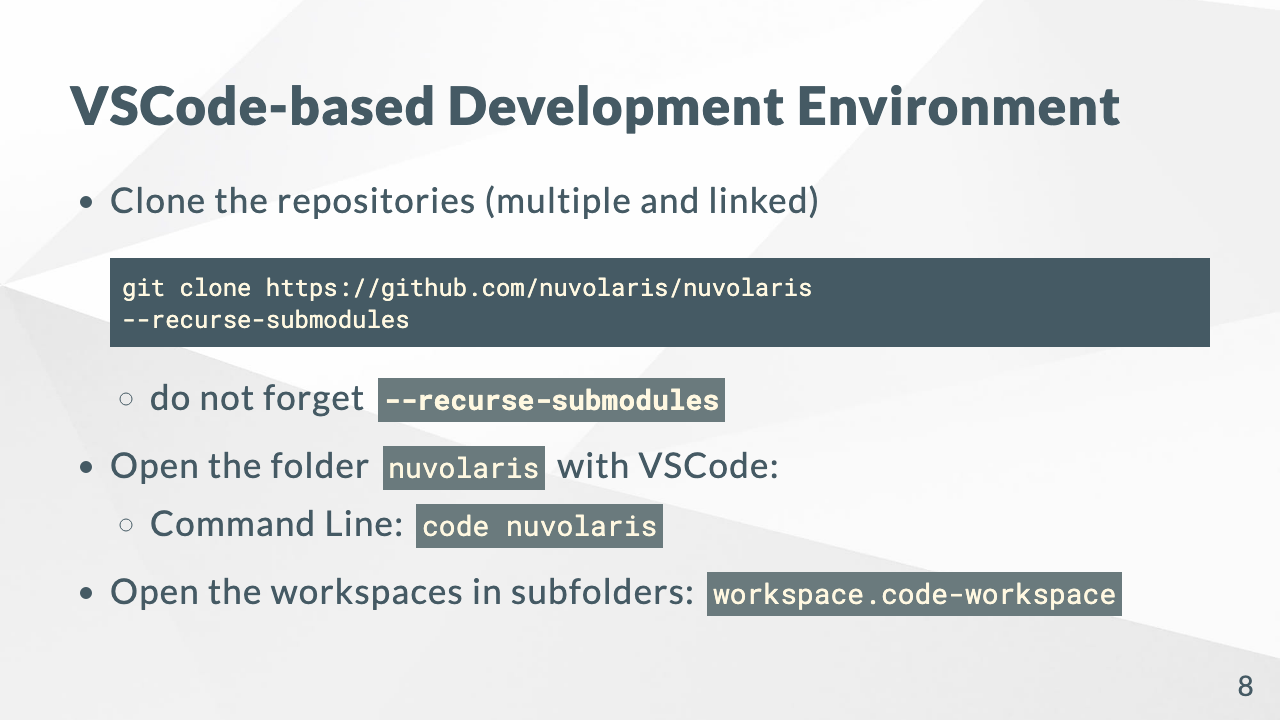 VSCode-based Development Environment
• Clone the repositories (multiple and linked)
git clone https://github.com/nuvolaris/nuvolaris
--recurse-submodules
○ do not forget --recurse-submodules
• Open the folder nuvolaris with VSCode:
○ Command Line: code nuvolaris
• Open the workspaces in subfolders: workspace.code-workspace
8